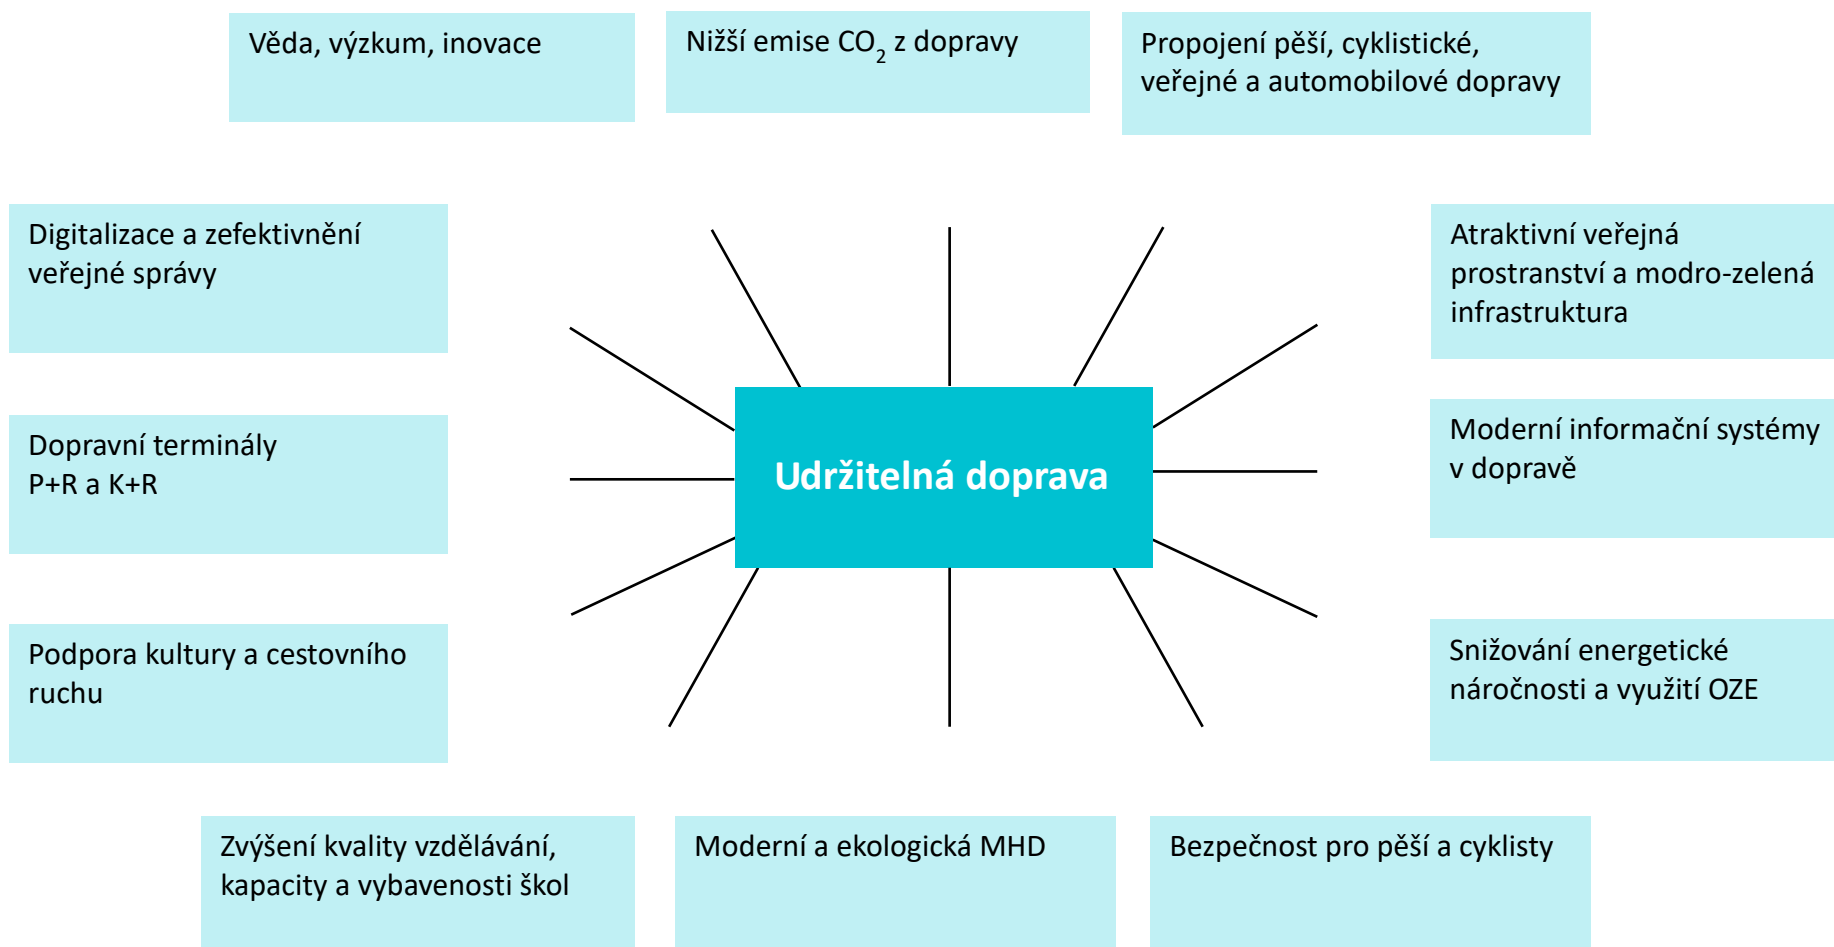 Věda, výzkum, inovace
Nižší emise CO₂ z dopravy
Propojení pěší, cyklistické,
veřejné a automobilové dopravy
Digitalizace a zefektivnění
veřejné správy
Atraktivní veřejná
prostranství a modro-zelená
infrastruktura
Dopravní terminály
P+R a K+R
Udržitelná doprava
Moderní informační systémy
v dopravě
Podpora kultury a cestovního
ruchu
Snižování energetické
náročnosti a využití OZE
Zvýšení kvality vzdělávání,
kapacity a vybavenosti škol
Moderní a ekologická MHD
Bezpečnost pro pěší a cyklisty